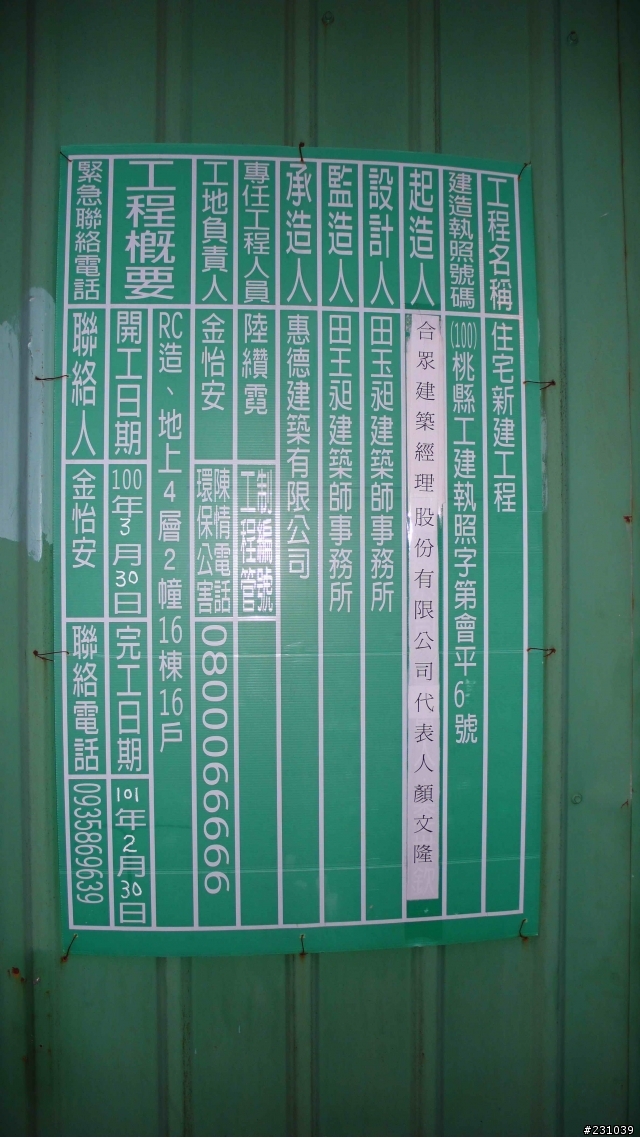 工程名稱 住宅新建工程
建造執照號碼 (100)桃縣工建執照字第會平6號
起造人 合眾建築經理股份有限公司代表人顏文隆
設計人 田玉昶建築師事務所
監造人 田王昶建築師事務所
承造人 惠德建築有限公司
專任工程人員 陸纘霓 工程管制編號
工地負責人 金怡安 環保公害陳情電話 0800066666
工程概要 RC造、地上4層2幢16棟16戶
開工日期 100年3月30日 完工日期 101年2月30日
緊急聯絡電話 聯絡人 金怡安 聯絡電話 0935869639
#231039